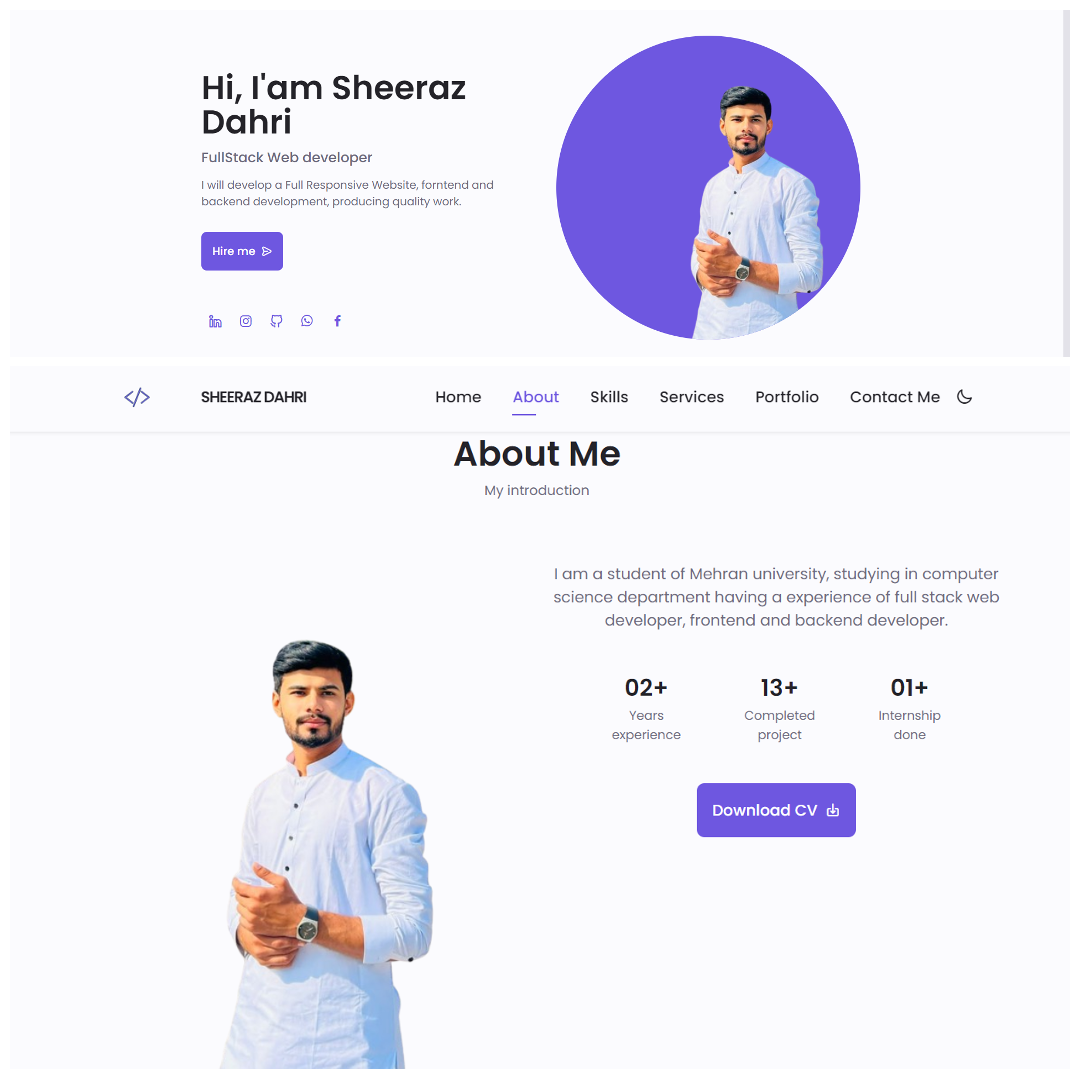 Hi, I'am Sheeraz
Dahri
FullStack Web developer
I will develop a Full Responsive Website, forntend and
backend development, producing quality work.
Hire me
SHEERAZ DAHRI
Home About Skills Services Portfolio Contact Me
About Me
My introduction
I am a student of Mehran university, studying in computer
science department having a experience of full stack web
developer, frontend and backend developer.
02+ 13+ 01+
Years Completed Internship
experience project done
Download CV